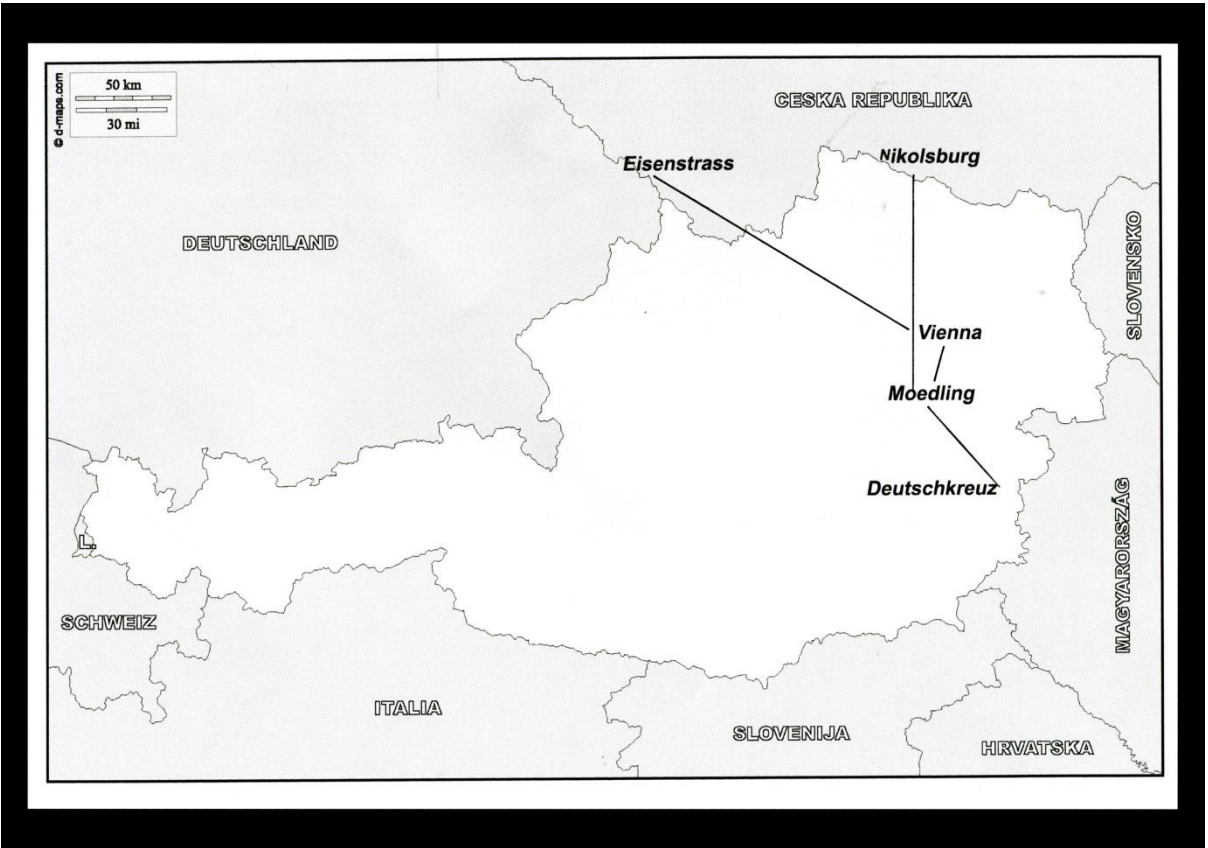 © d-maps.com
50 km
30 mi
CESKA REPUBLIKA
Eisenstrass
Nikolsburg
DEUTSCHLAND
SLOVENSKO
Vienna
Moedling
Deutschkreuz
MAGYARORSZÁG
L.
SCHWEIZ
ITALIA
SLOVENIJA
HRVATSKA